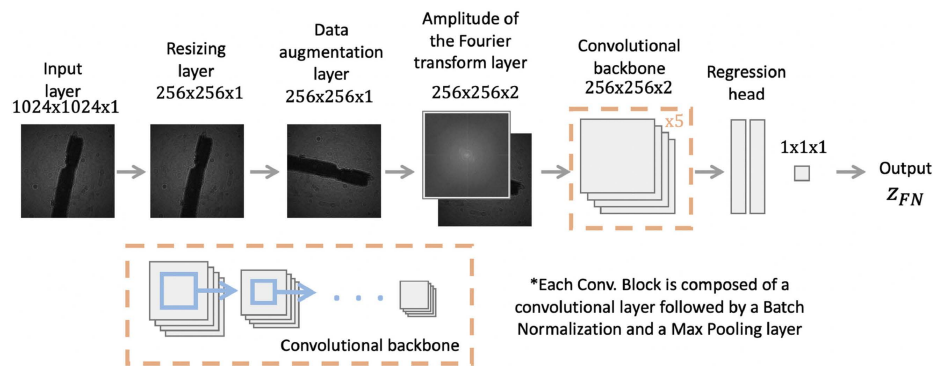 Input
layer
1024x1024x1
Resizing
layer
256x256x1
Data
augmentation
layer
256x256x1
Amplitude of
the Fourier
transform layer
256x256x2
Convolutional
backbone
256x256x2
x5
Regression
head
1x1x1
Output
Z_FN
Convolutional backbone
*Each Conv. Block is composed of a
convolutional layer followed by a Batch
Normalization and a Max Pooling layer